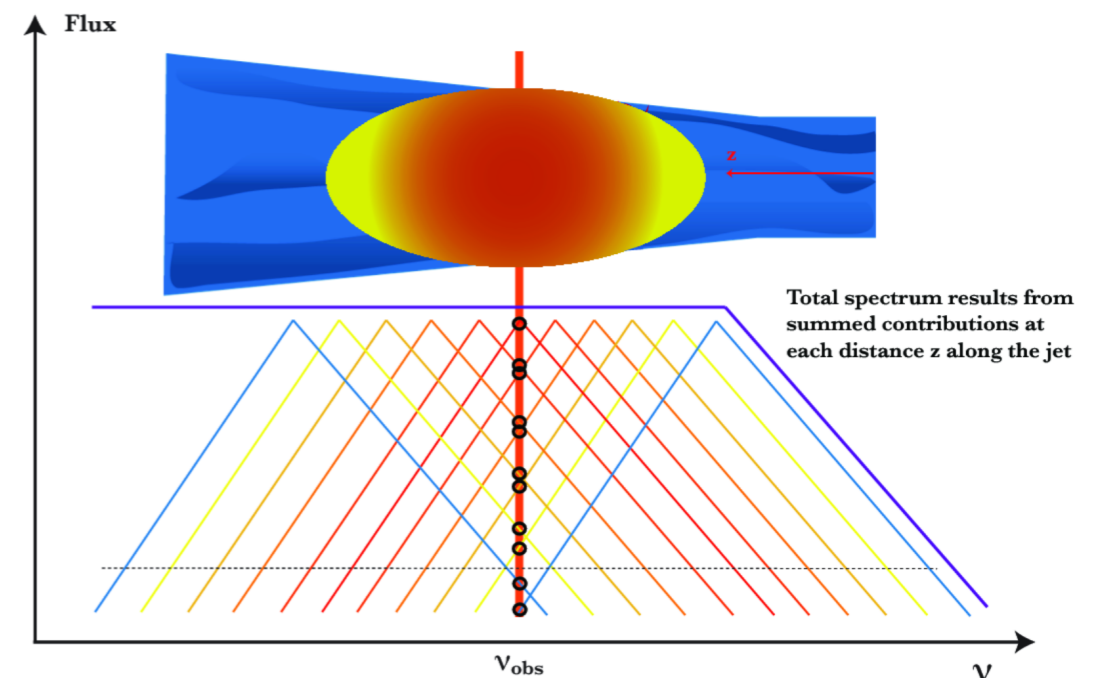 Flux
z
Total spectrum results from
summed contributions at
each distance z along the jet
νobs
ν